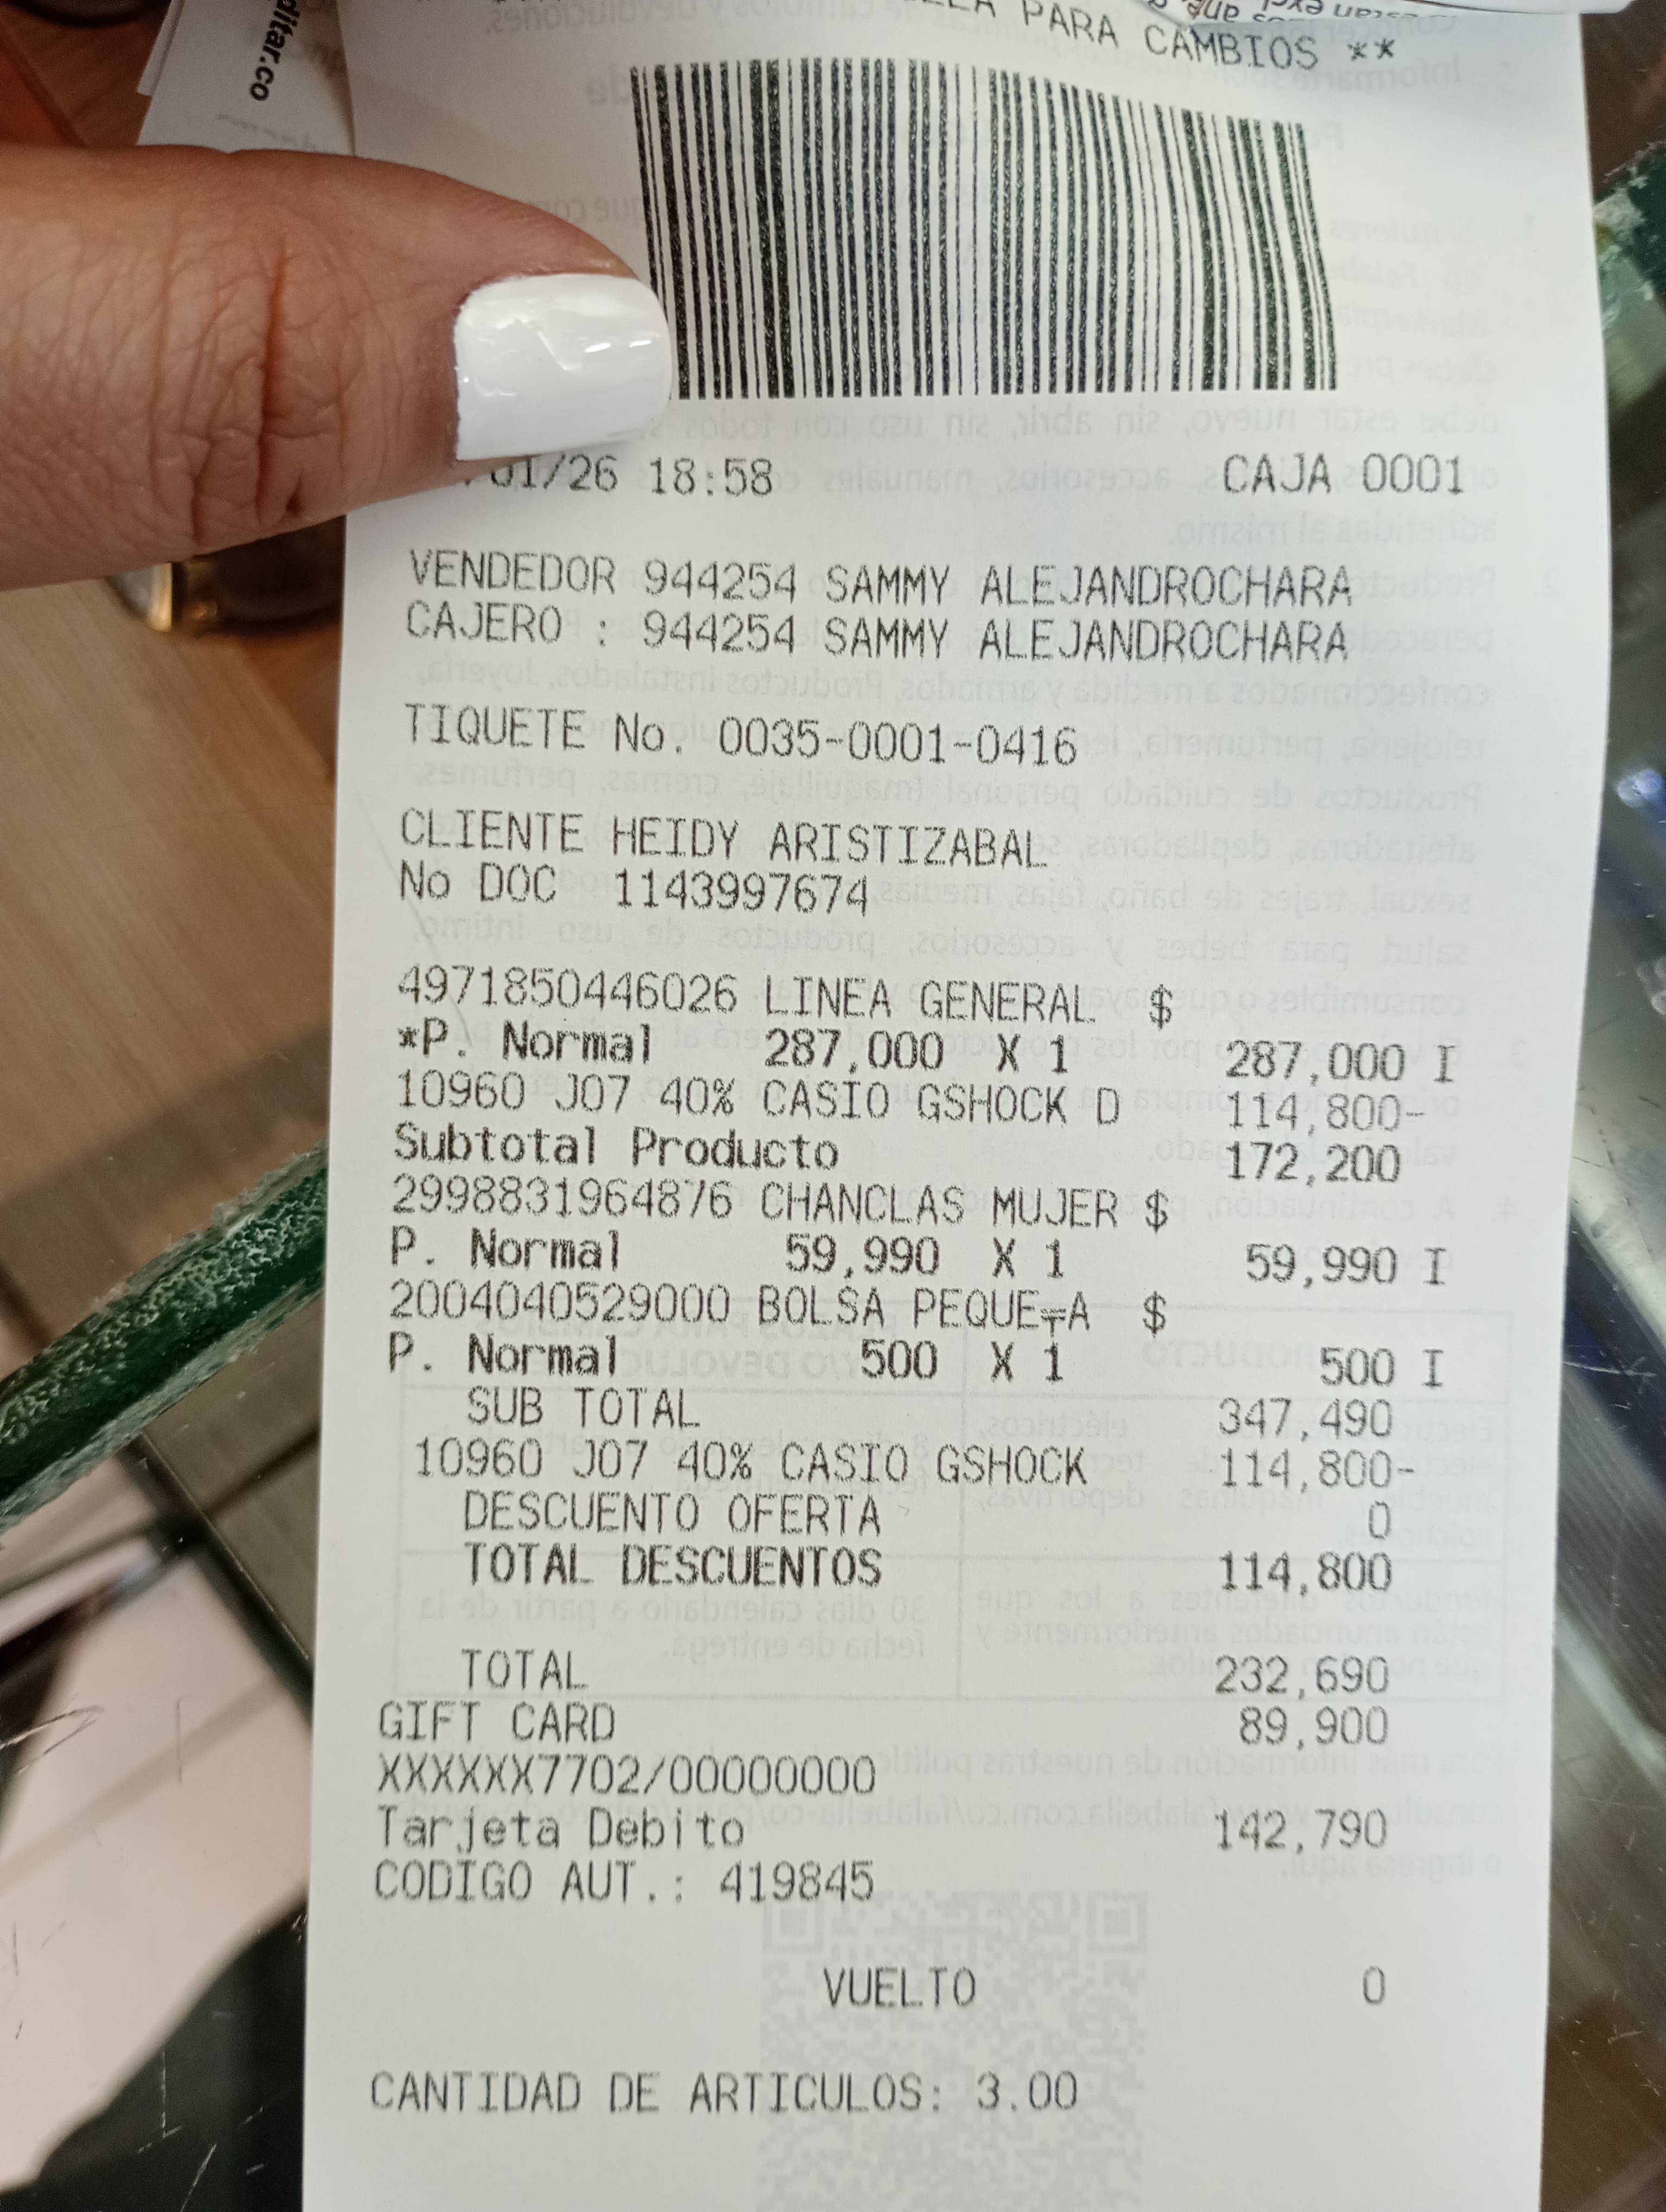 ditar.co
PARA CAMBIOS **
01/26 18:58 CAJA 0001
VENDEDOR 944254 SAMMY ALEJANDROCHARA
CAJERO : 944254 SAMMY ALEJANDROCHARA
TIQUETE No. 0035-0001-0416
CLIENTE HEIDY ARISTIZABAL
No DOC 1143997674
4971850446026 LINEA GENERAL $
*P. Normal 287,000 X 1 287,000 I
10960 J07 40% CASIO GSHOCK D 114,800-
Subtotal Producto 172,200
2998831964876 CHANCLAS MUJER $
P. Normal 59,990 X 1 59,990 I
2004040529000 BOLSA PEQUE╤A $
P. Normal 500 X 1 500 I
SUB TOTAL 347,490
10960 J07 40% CASIO GSHOCK 114,800-
DESCUENTO OFERTA 0
TOTAL DESCUENTOS 114,800
TOTAL 232,690
GIFT CARD 89,900
XXXXXX7702/00000000
Tarjeta Debito 142,790
CODIGO AUT.: 419845
VUELTO 0
CANTIDAD DE ARTICULOS: 3.00